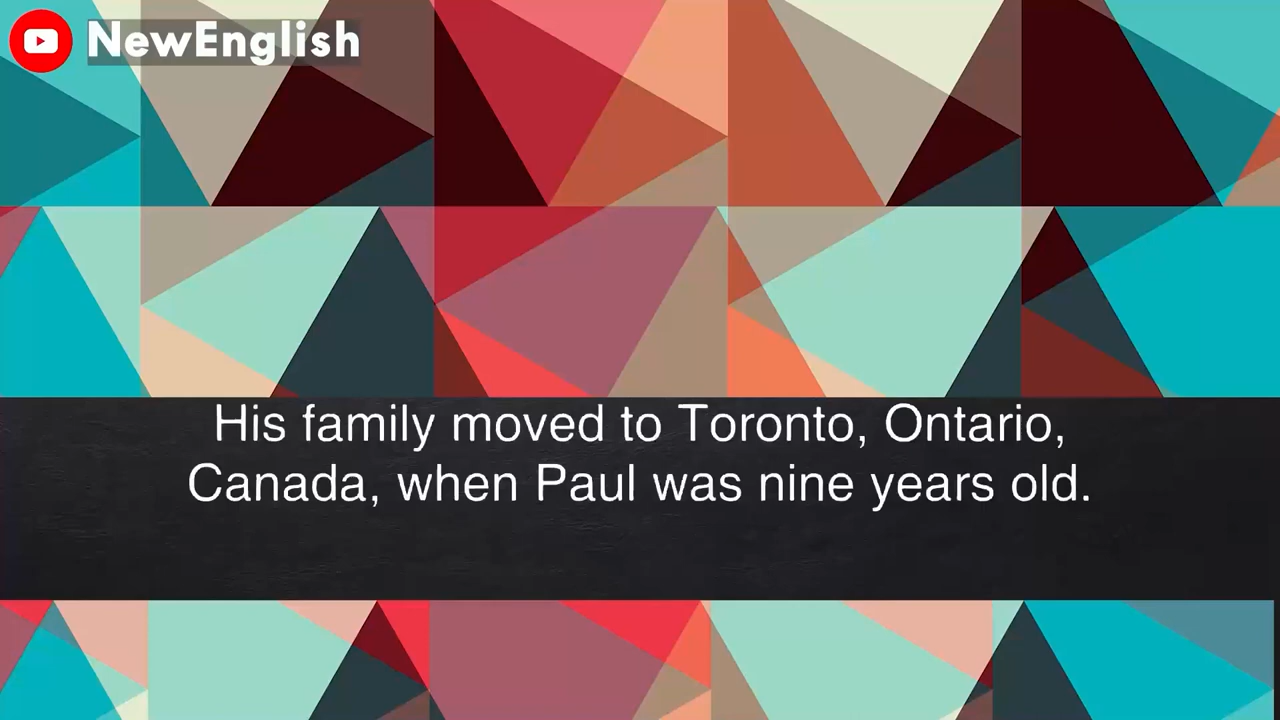 NewEnglish
His family moved to Toronto, Ontario,
Canada, when Paul was nine years old.